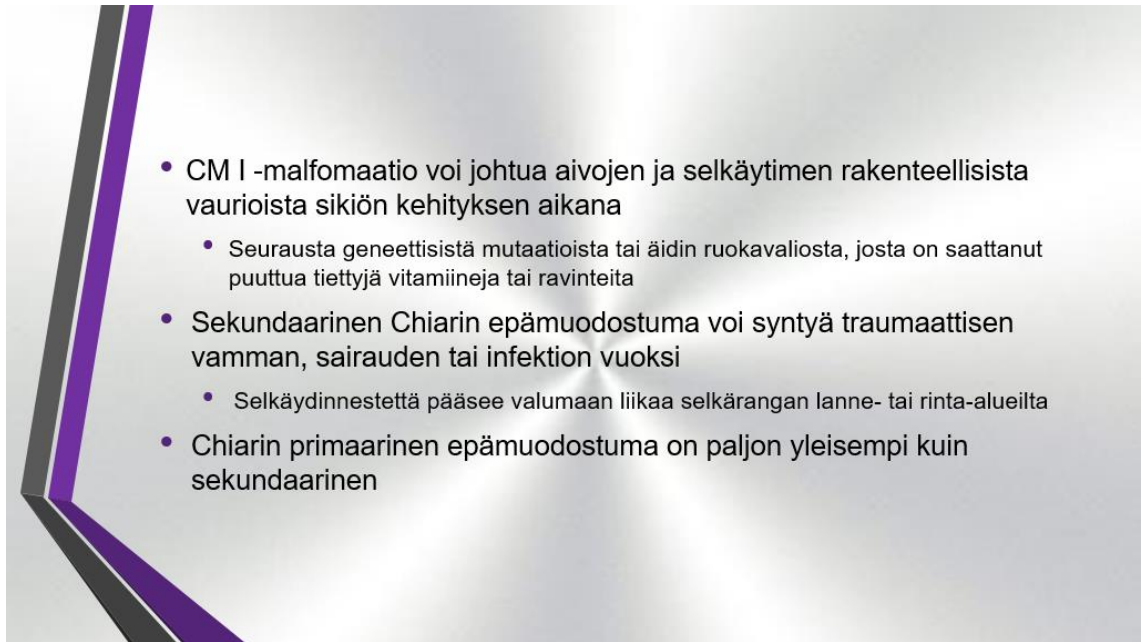 • CM I -malfomaatio voi johtua aivojen ja selkäytimen rakenteellisista
vaurioista sikiön kehityksen aikana
• Seurausta geneettisistä mutaatioista tai äidin ruokavaliosta, josta on saattanut
puuttua tiettyjä vitamiineja tai ravinteita
• Sekundaarinen Chiarin epämuodostuma voi syntyä traumaattisen
vamman, sairauden tai infektion vuoksi
• Selkäydinnestettä pääsee valumaan liikaa selkärangan lanne- tai rinta-alueilta
• Chiarin primaarinen epämuodostuma on paljon yleisempi kuin
sekundaarinen